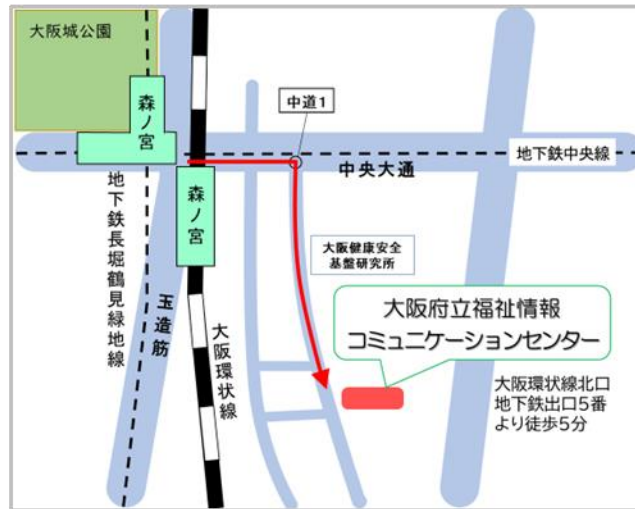 大阪城公園
森ノ宮
中道1
地下鉄中央線
中央大通
森ノ宮
地下鉄長堀鶴見緑地線
玉造筋
大阪環状線
大阪健康安全
基盤研究所
大阪府立福祉情報
コミュニケーションセンター
大阪環状線北口
地下鉄出口5番
より徒歩5分